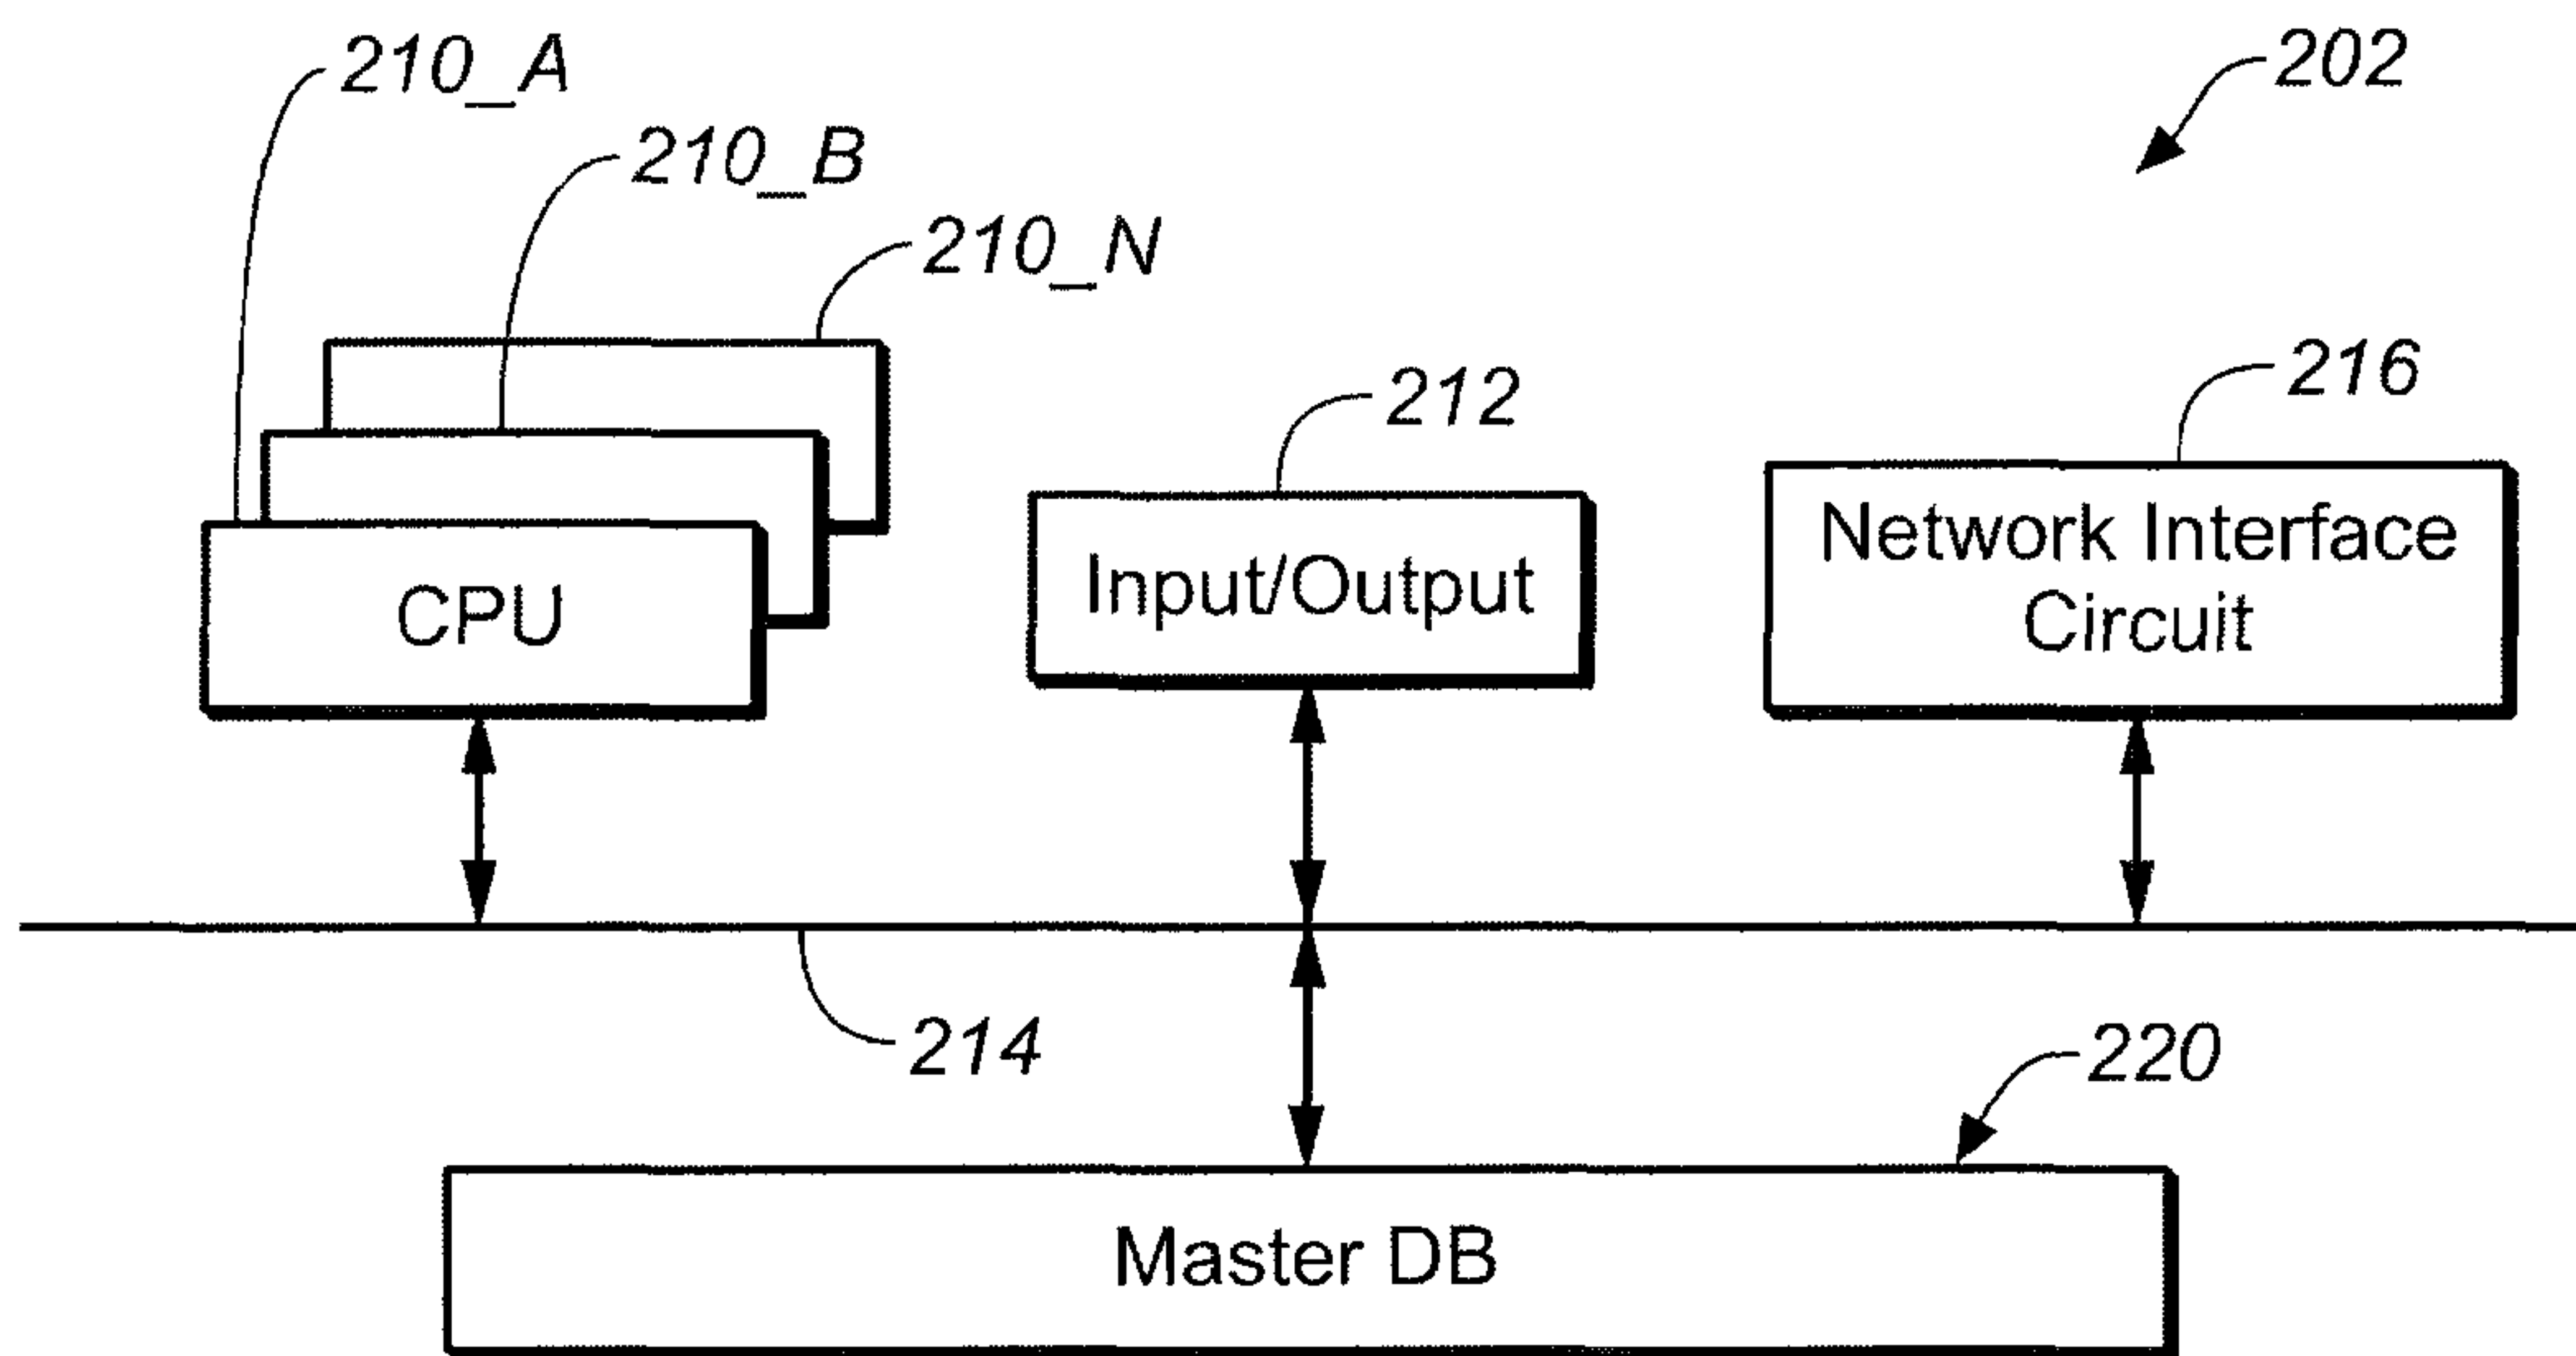 210_A
202
210_B
210_N
216
212
Network Interface
Circuit
Input/Output
CPU
214
220
Master DB